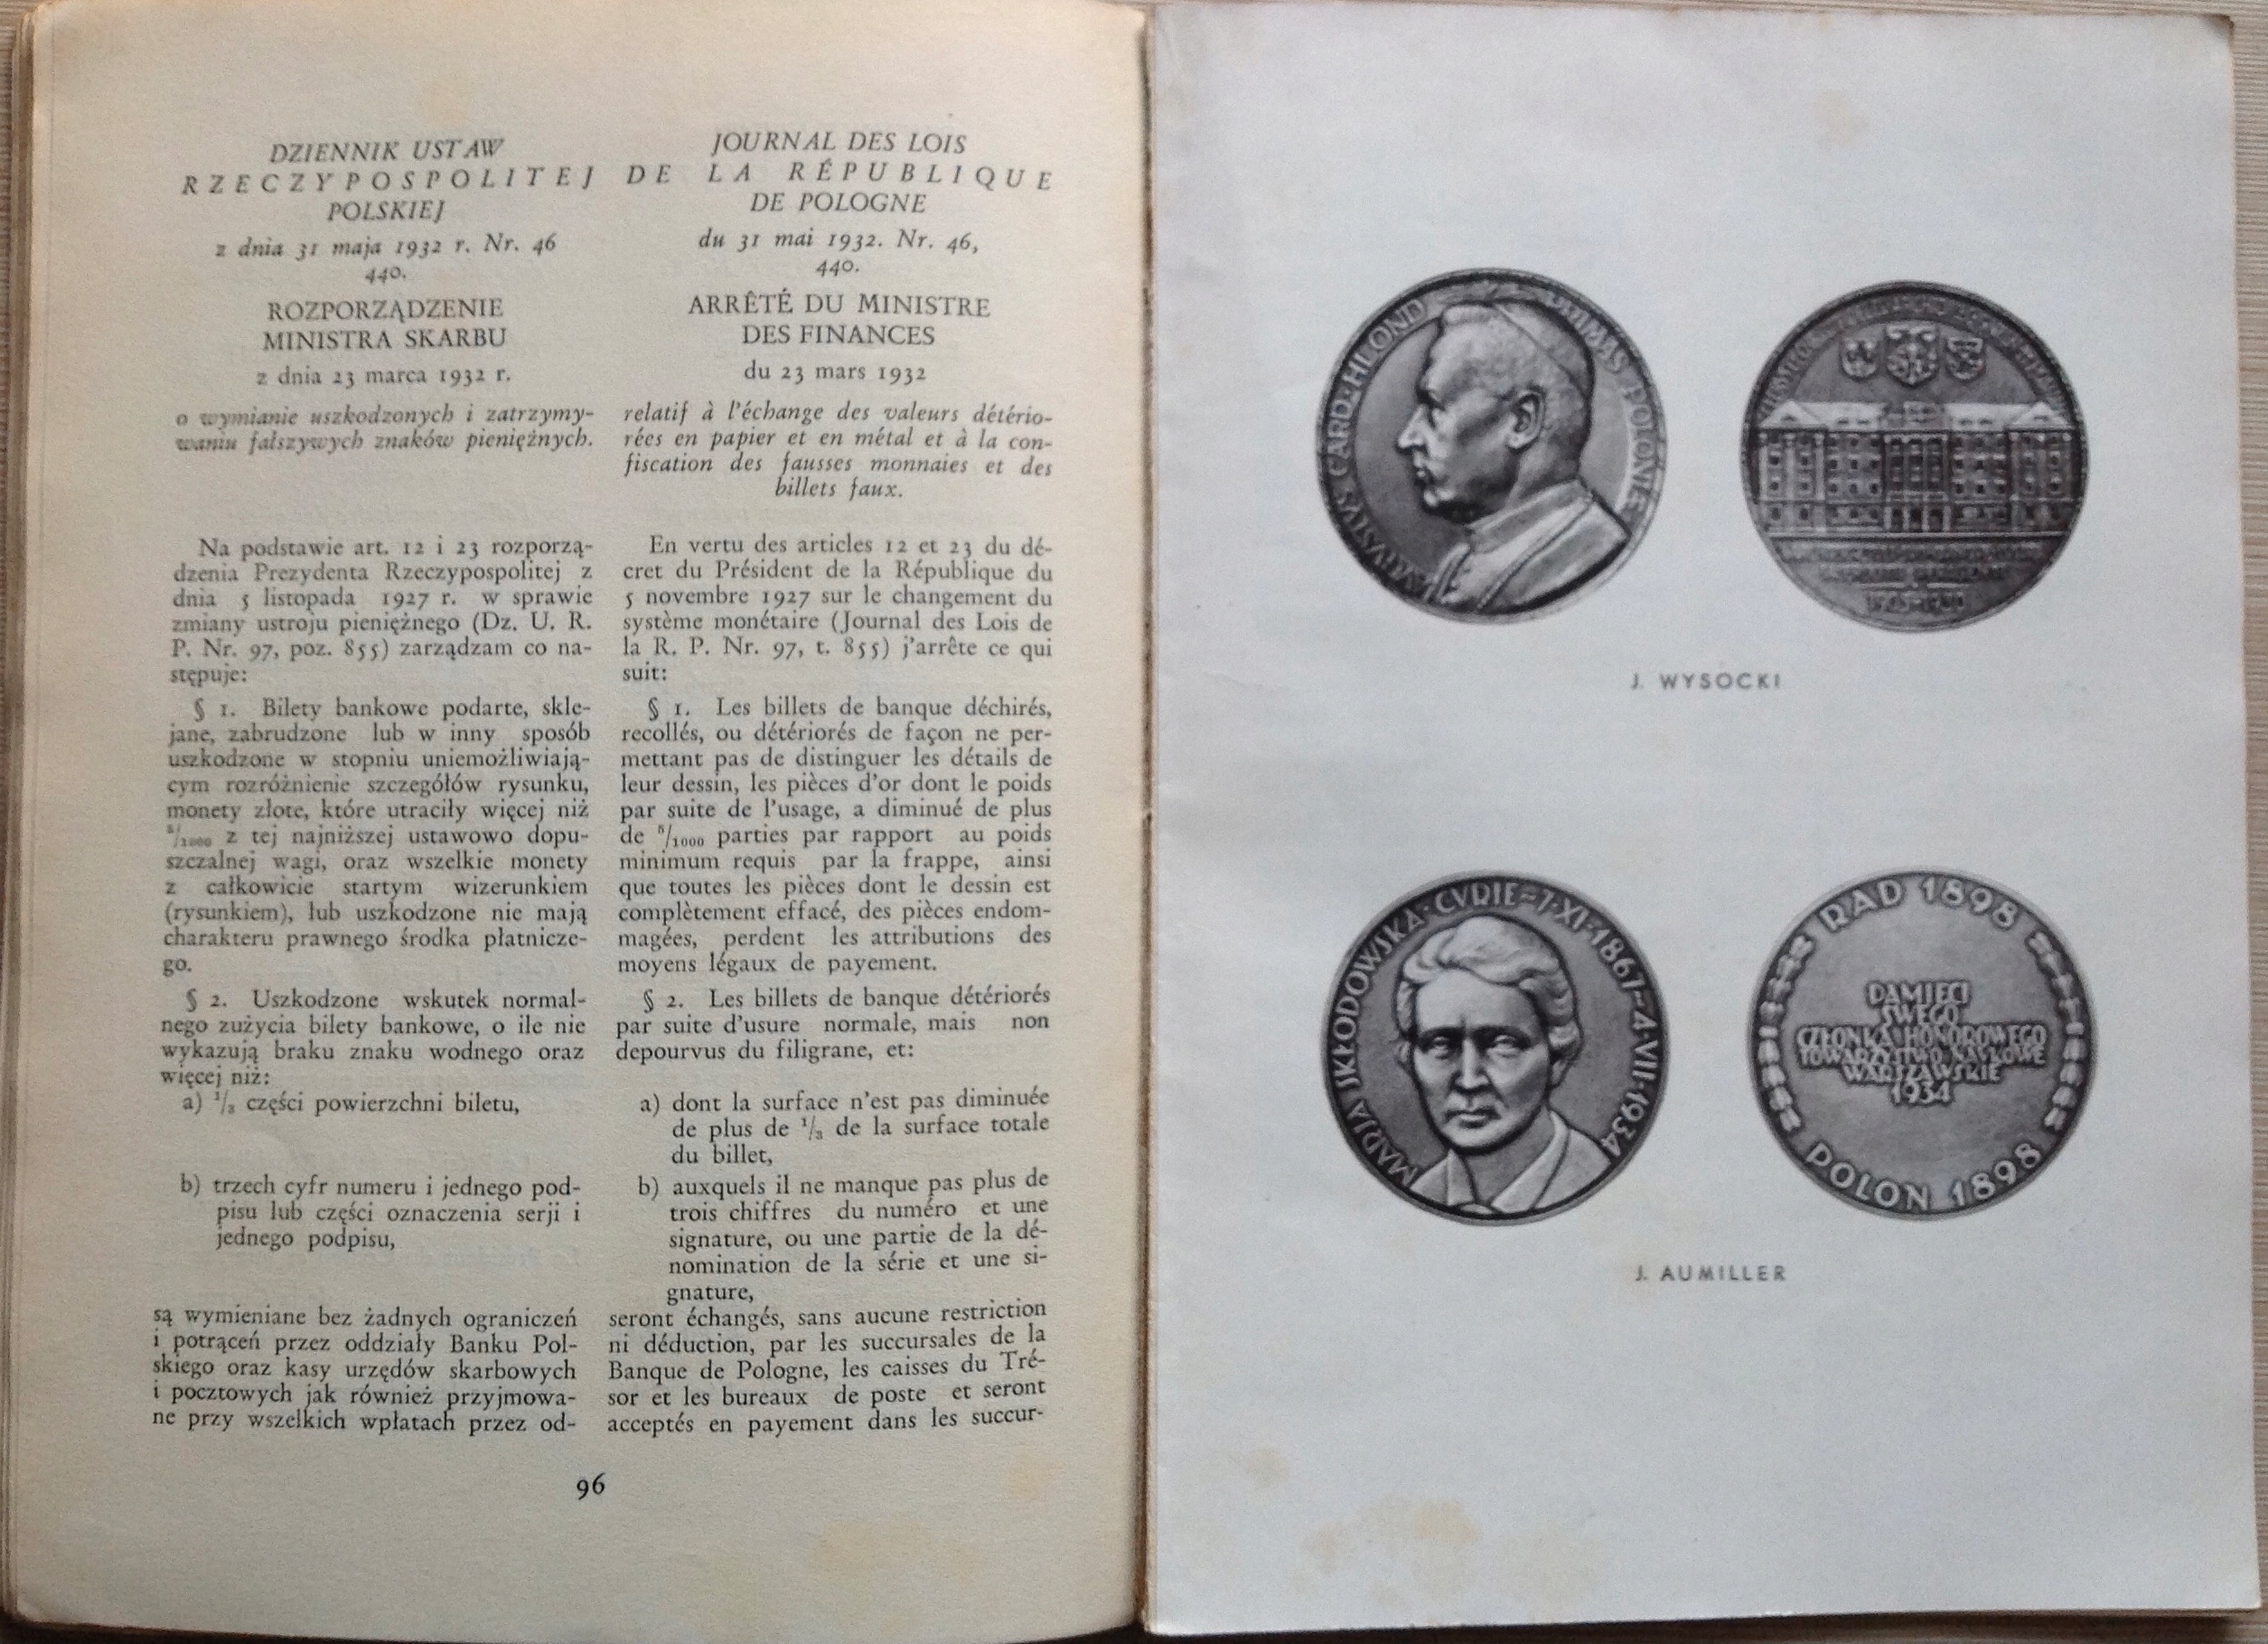 DZIENNIK USTAW
RZECZYPOSPOLITEJ
POLSKIEJ
z dnia 31 maja 1932 r. Nr. 46
440.
ROZPORZĄDZENIE
MINISTRA SKARBU
z dnia 23 marca 1932 r.
o wymianie uszkodzonych i zatrzymy-
waniu fałszywych znaków pieniężnych.
Na podstawie art. 12 i 23 rozporzą-
dzenia Prezydenta Rzeczypospolitej z
dnia 5 listopada 1927 r. w sprawie
zmiany ustroju pieniężnego (Dz. U. R.
P. Nr. 97, poz. 855) zarządzam co na-
stępuje:
§ 1. Bilety bankowe podarte, skle-
jane, zabrudzone lub w inny sposób
uszkodzone w stopniu uniemożliwiają-
cym rozróżnienie szczegółów rysunku,
monety złote, które utraciły więcej niż
⁵/₁₀₀₀ z tej najniższej ustawowo dopu-
szczalnej wagi, oraz wszelkie monety
z całkowicie startym wizerunkiem
(rysunkiem), lub uszkodzone nie mają
charakteru prawnego środka płatnicze-
go.
§ 2. Uszkodzone wskutek normal-
nego zużycia bilety bankowe, o ile nie
wykazują braku znaku wodnego oraz
więcej niż:
a) ¹/₃ części powierzchni biletu,
b) trzech cyfr numeru i jednego pod-
pisu lub części oznaczenia serji i
jednego podpisu,
są wymieniane bez żadnych ograniczeń
i potrąceń przez oddziały Banku Pol-
skiego oraz kasy urzędów skarbowych
i pocztowych jak również przyjmowa-
ne przy wszelkich wpłatach przez od-
JOURNAL DES LOIS
DE LA RÉPUBLIQUE
DE POLOGNE
du 31 mai 1932. Nr. 46,
440.
ARRÊTÉ DU MINISTRE
DES FINANCES
du 23 mars 1932
relatif à l'échange des valeurs détério-
rées en papier et en métal et à la con-
fiscation des fausses monnaies et des
billets faux.
En vertu des articles 12 et 23 du dé-
cret du Président de la République du
5 novembre 1927 sur le changement du
système monétaire (Journal des Lois de
la R. P. Nr. 97, t. 855) j'arrête ce qui
suit:
§ 1. Les billets de banque déchirés,
recollés, ou détériorés de façon ne per-
mettant pas de distinguer les détails de
leur dessin, les pièces d'or dont le poids
par suite de l'usage, a diminué de plus
de ⁵/₁₀₀₀ parties par rapport au poids
minimum requis par la frappe, ainsi
que toutes les pièces dont le dessin est
complètement effacé, des pièces endom-
magées, perdent les attributions des
moyens légaux de payement.
§ 2. Les billets de banque détériorés
par suite d'usure normale, mais non
depourvus du filigrane, et:
a) dont la surface n'est pas diminuée
de plus de ¹/₃ de la surface totale
du billet,
b) auxquels il ne manque pas plus de
trois chiffres du numéro et une
signature, ou une partie de la dé-
nomination de la série et une si-
gnature,
seront échangés, sans aucune restriction
ni déduction, par les succursales de la
Banque de Pologne, les caisses du Tré-
sor et les bureaux de poste et seront
acceptés en payement dans les succur-
96
AVGVSTVS CARD·HLOND PRIMAS POLONIÆ
J. WYSOCKI
MARJA SKŁODOWSKA·CVRIE=7·XI·1867=4·VII·1934
RAD 1898
PAMIĘCI
SWEGO
CZŁONKA HONOROWEGO
TOWARZYSTWO NAUKOWE
WARSZAWSKIE
1934
POLON 1898
J. AUMILLER